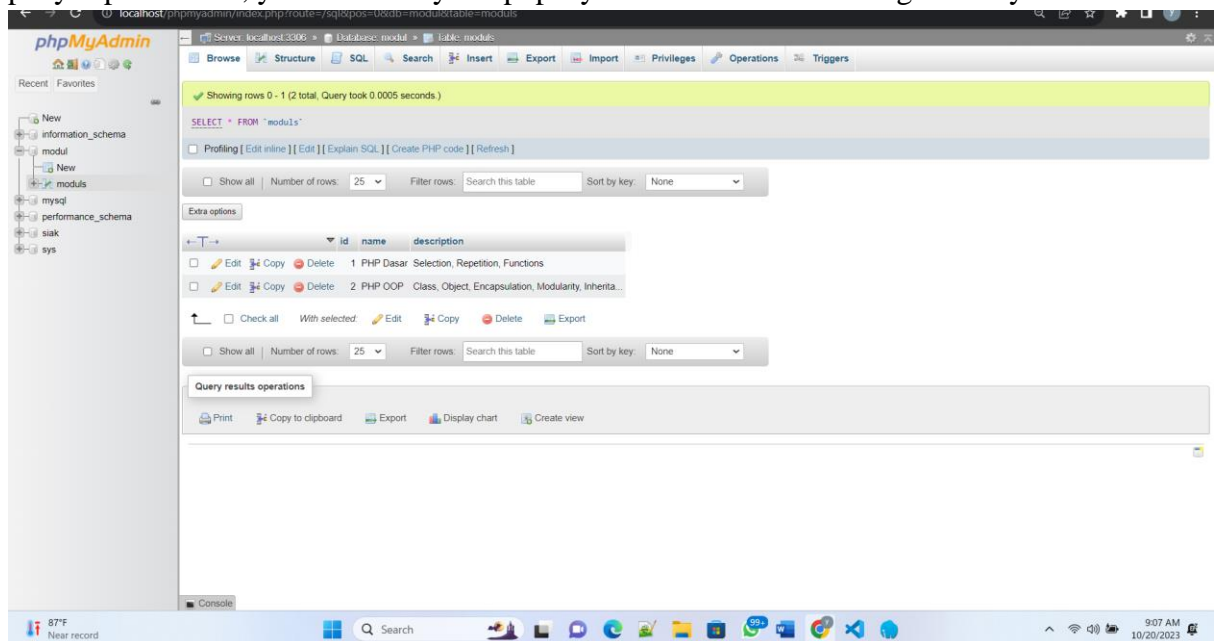 localhost/phpmyadmin/index.php?route=/sql&pos=0&db=modul&table=moduls
phpMyAdmin
Recent Favorites
New
information_schema
modul
New
moduls
mysql
performance_schema
siak
sys
Server: localhost:3306 » Database: modul » Table: moduls
Browse Structure SQL Search Insert Export Import Privileges Operations Triggers
Showing rows 0 - 1 (2 total, Query took 0.0005 seconds.)
SELECT * FROM `moduls`
Profiling [ Edit inline ] [ Edit ] [ Explain SQL ] [ Create PHP code ] [ Refresh ]
Show all | Number of rows: 25 Filter rows: Search this table Sort by key: None
Extra options
←T→ id name description
Edit Copy Delete 1 PHP Dasar Selection, Repetition, Functions
Edit Copy Delete 2 PHP OOP Class, Object, Encapsulation, Modularity, Inherita...
Check all With selected: Edit Copy Delete Export
Show all | Number of rows: 25 Filter rows: Search this table Sort by key: None
Query results operations
Print Copy to clipboard Export Display chart Create view
Console
87°F
Near record
Search
99+
9:07 AM
10/20/2023